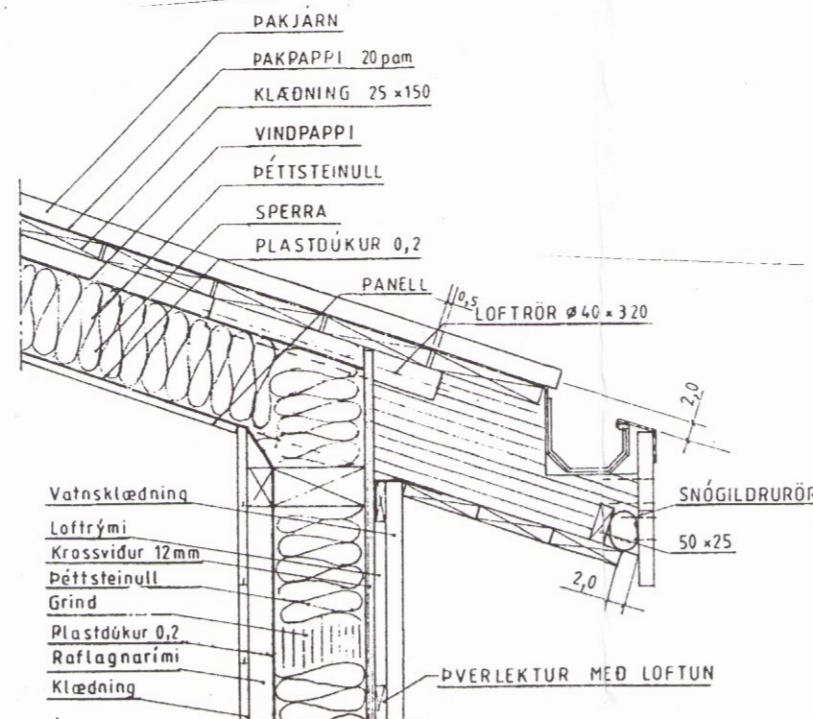 ÞAKJÁRN
ÞAKPAPPI 20 pam
KLÆÐNING 25 × 150
VINDPAPPI
ÞÉTTSTEINULL
SPERRA
PLASTDÚKUR 0,2
PANELL
0,5
LOFTRÖR Ø 40 × 320
2,0
SNÓGILDRURÖR
50 × 25
2,0
Vatnsklæðning
Loftrými
Krossviður 12mm
Þéttsteinull
Grind
Plastdúkur 0,2
Raflagnarími
Klæðning
ÞVERLEKTUR MEÐ LOFTUN